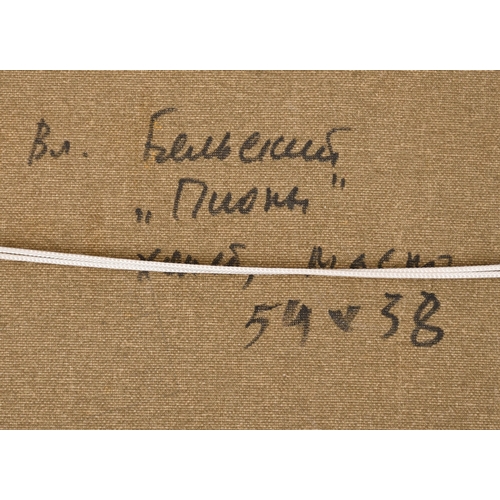 Вл. Бельский
„Пионы"
холст, масло
54 x 38